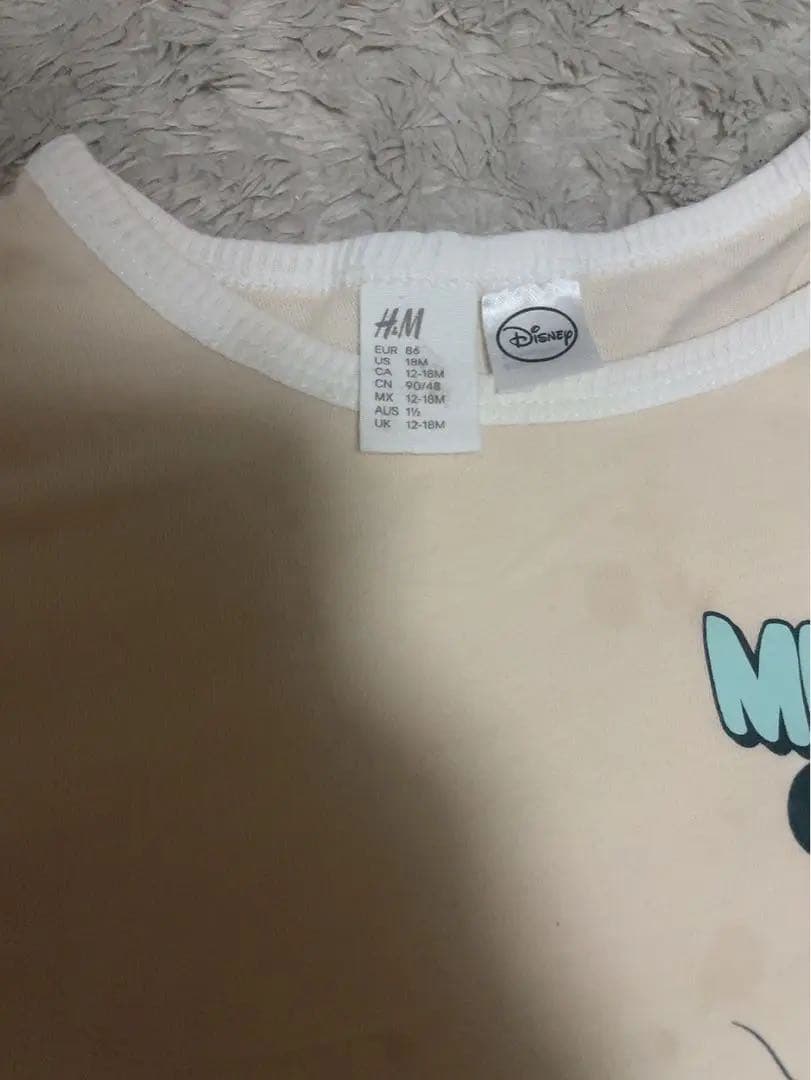 H&M
EUR 86
US 18M
CA 12-18M
CN 90/48
MX 12-18M
AUS 1½
UK 12-18M
Disney